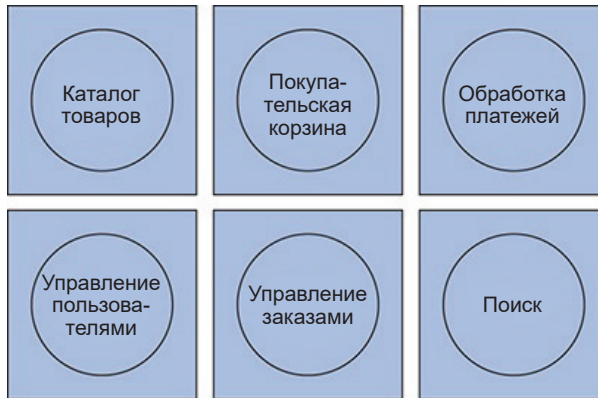 Каталог
товаров
Покупа-
тельская
корзина
Обработка
платежей
Управление
пользова-
телями
Управление
заказами
Поиск